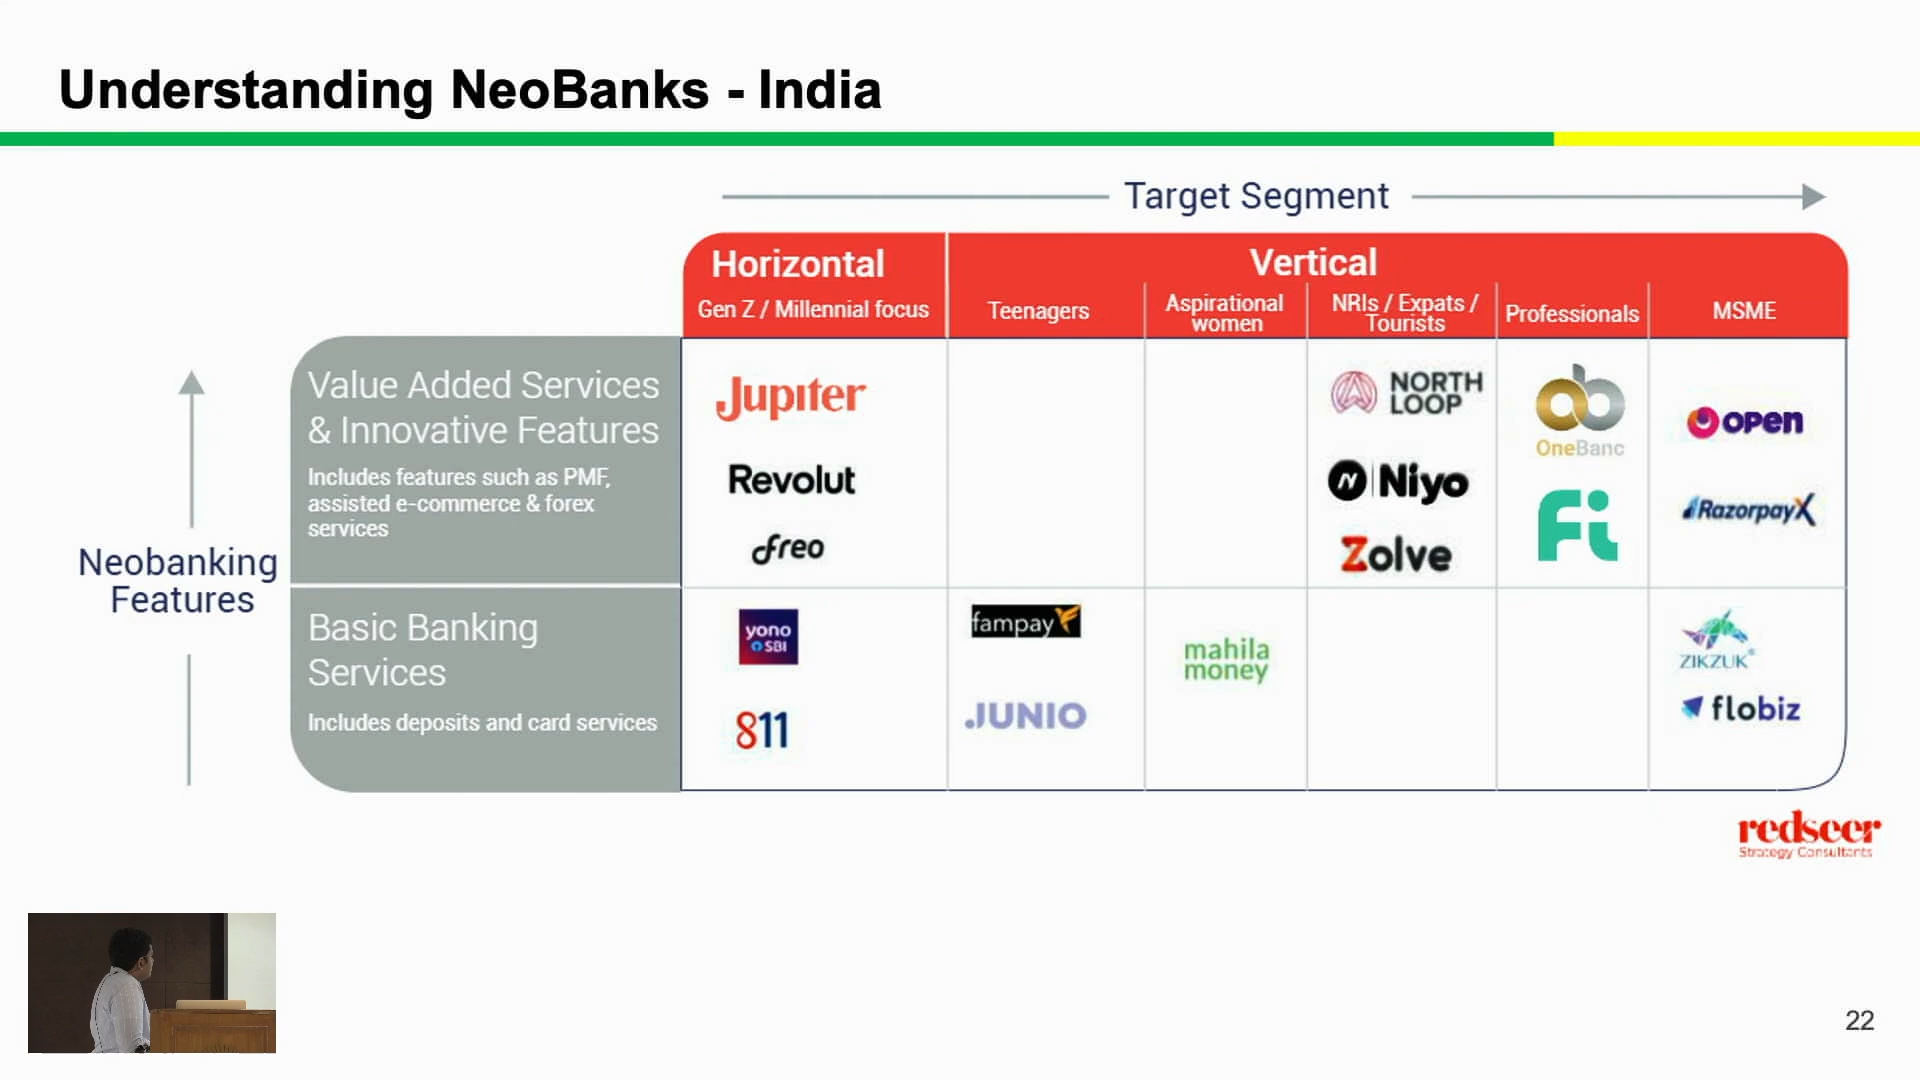 Understanding NeoBanks - India
Target Segment
Horizontal
Gen Z / Millennial focus
Vertical
Teenagers
Aspirational
women
NRIs / Expats /
Tourists
Professionals
MSME
Neobanking
Features
Value Added Services
& Innovative Features
Includes features such as PMF,
assisted e-commerce & forex
services
Jupiter
Revolut
freo
NORTH
LOOP
N Niyo
Zolve
ob
OneBanc
Fi
OPEN
RazorpayX
Basic Banking
Services
Includes deposits and card services
yono
SBI
811
fampay
JUNIO
mahila
money
ZIKZUK
flobiz
redseer
Strategy Consultants
22